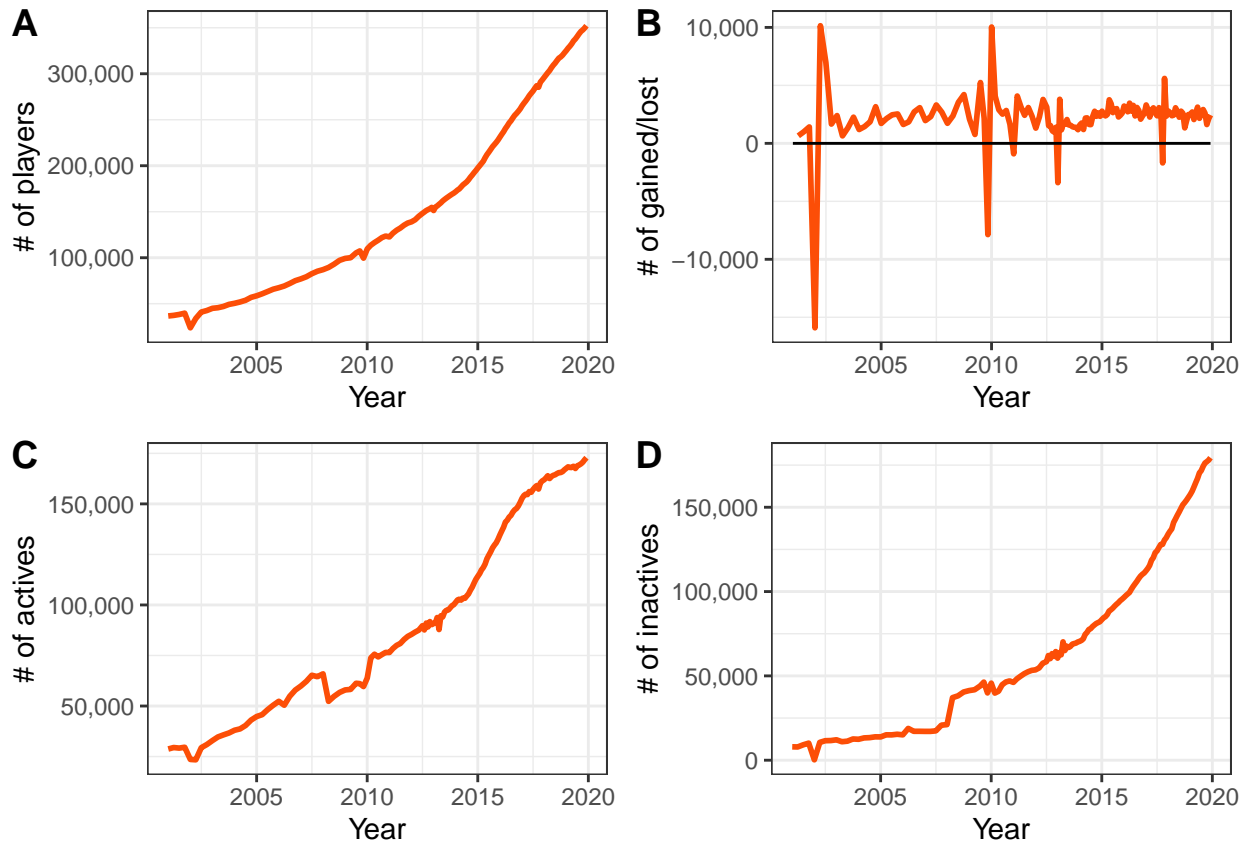 A
# of players
300,000
200,000
100,000
2005 2010 2015 2020
Year
B
# of gained/lost
10,000
0
−10,000
2005 2010 2015 2020
Year
C
# of actives
150,000
100,000
50,000
2005 2010 2015 2020
Year
D
# of inactives
150,000
100,000
50,000
0
2005 2010 2015 2020
Year